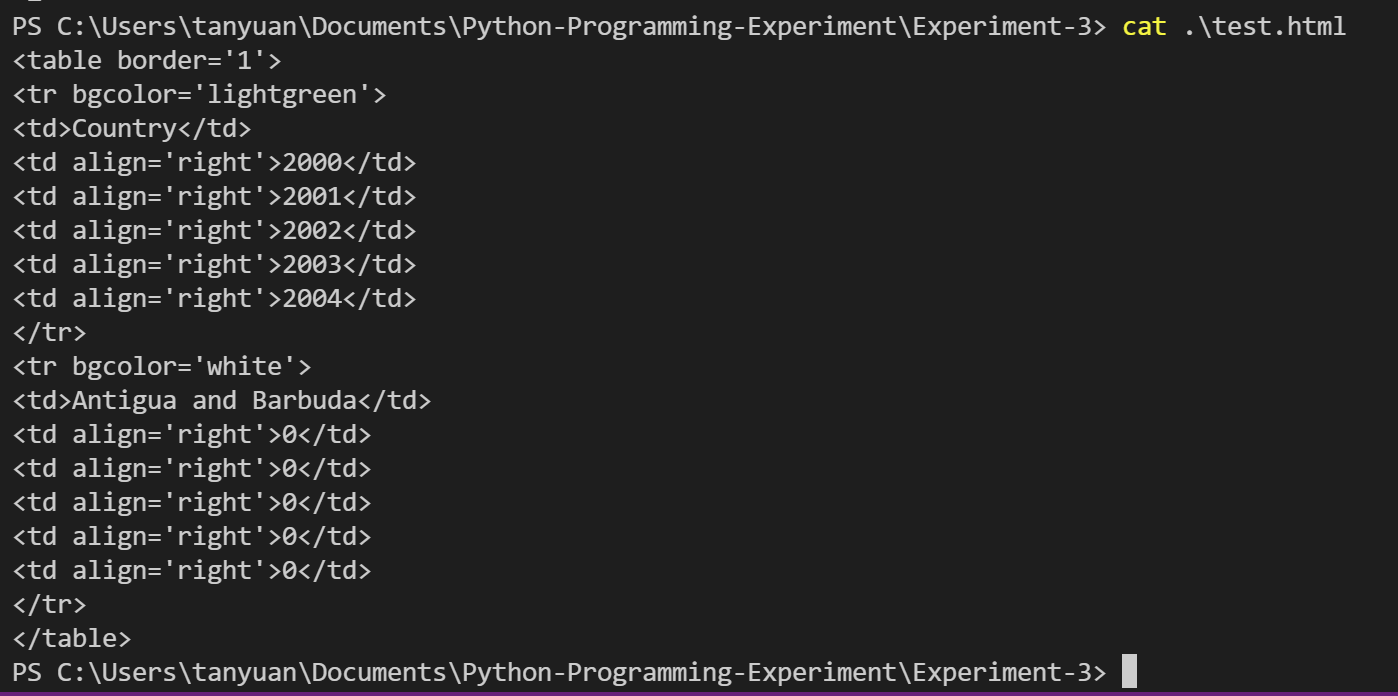 PS C:\Users\tanyuan\Documents\Python-Programming-Experiment\Experiment-3> cat .\test.html
<table border='1'>
<tr bgcolor='lightgreen'>
<td>Country</td>
<td align='right'>2000</td>
<td align='right'>2001</td>
<td align='right'>2002</td>
<td align='right'>2003</td>
<td align='right'>2004</td>
</tr>
<tr bgcolor='white'>
<td>Antigua and Barbuda</td>
<td align='right'>0</td>
<td align='right'>0</td>
<td align='right'>0</td>
<td align='right'>0</td>
<td align='right'>0</td>
</tr>
</table>
PS C:\Users\tanyuan\Documents\Python-Programming-Experiment\Experiment-3>